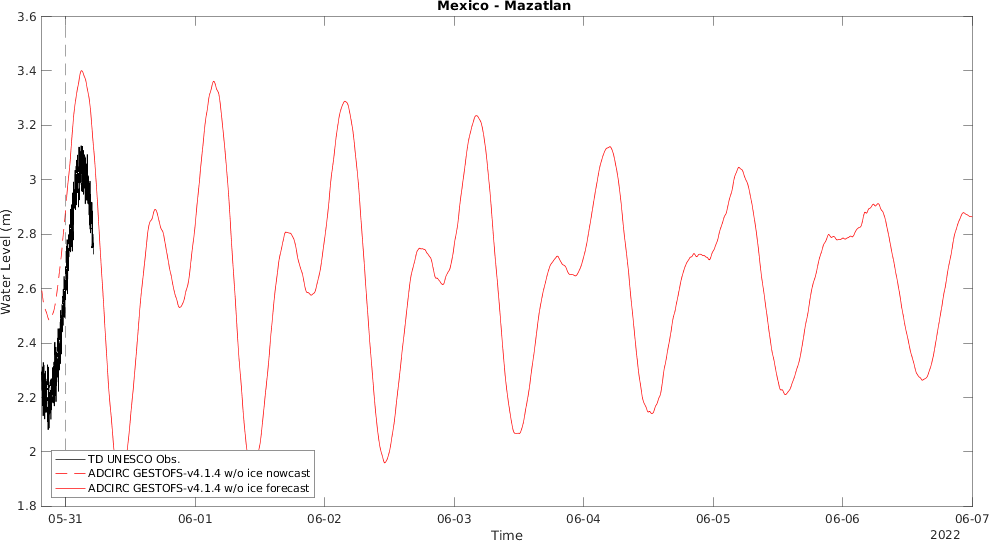 Mexico - Mazatlan
3.6
3.4
3.2
3
2.8
2.6
2.4
2.2
2
1.8
Water Level (m)
TD UNESCO Obs.
ADCIRC GESTOFS-v4.1.4 w/o ice nowcast
ADCIRC GESTOFS-v4.1.4 w/o ice forecast
05-31 06-01 06-02 06-03 06-04 06-05 06-06 06-07
Time
2022